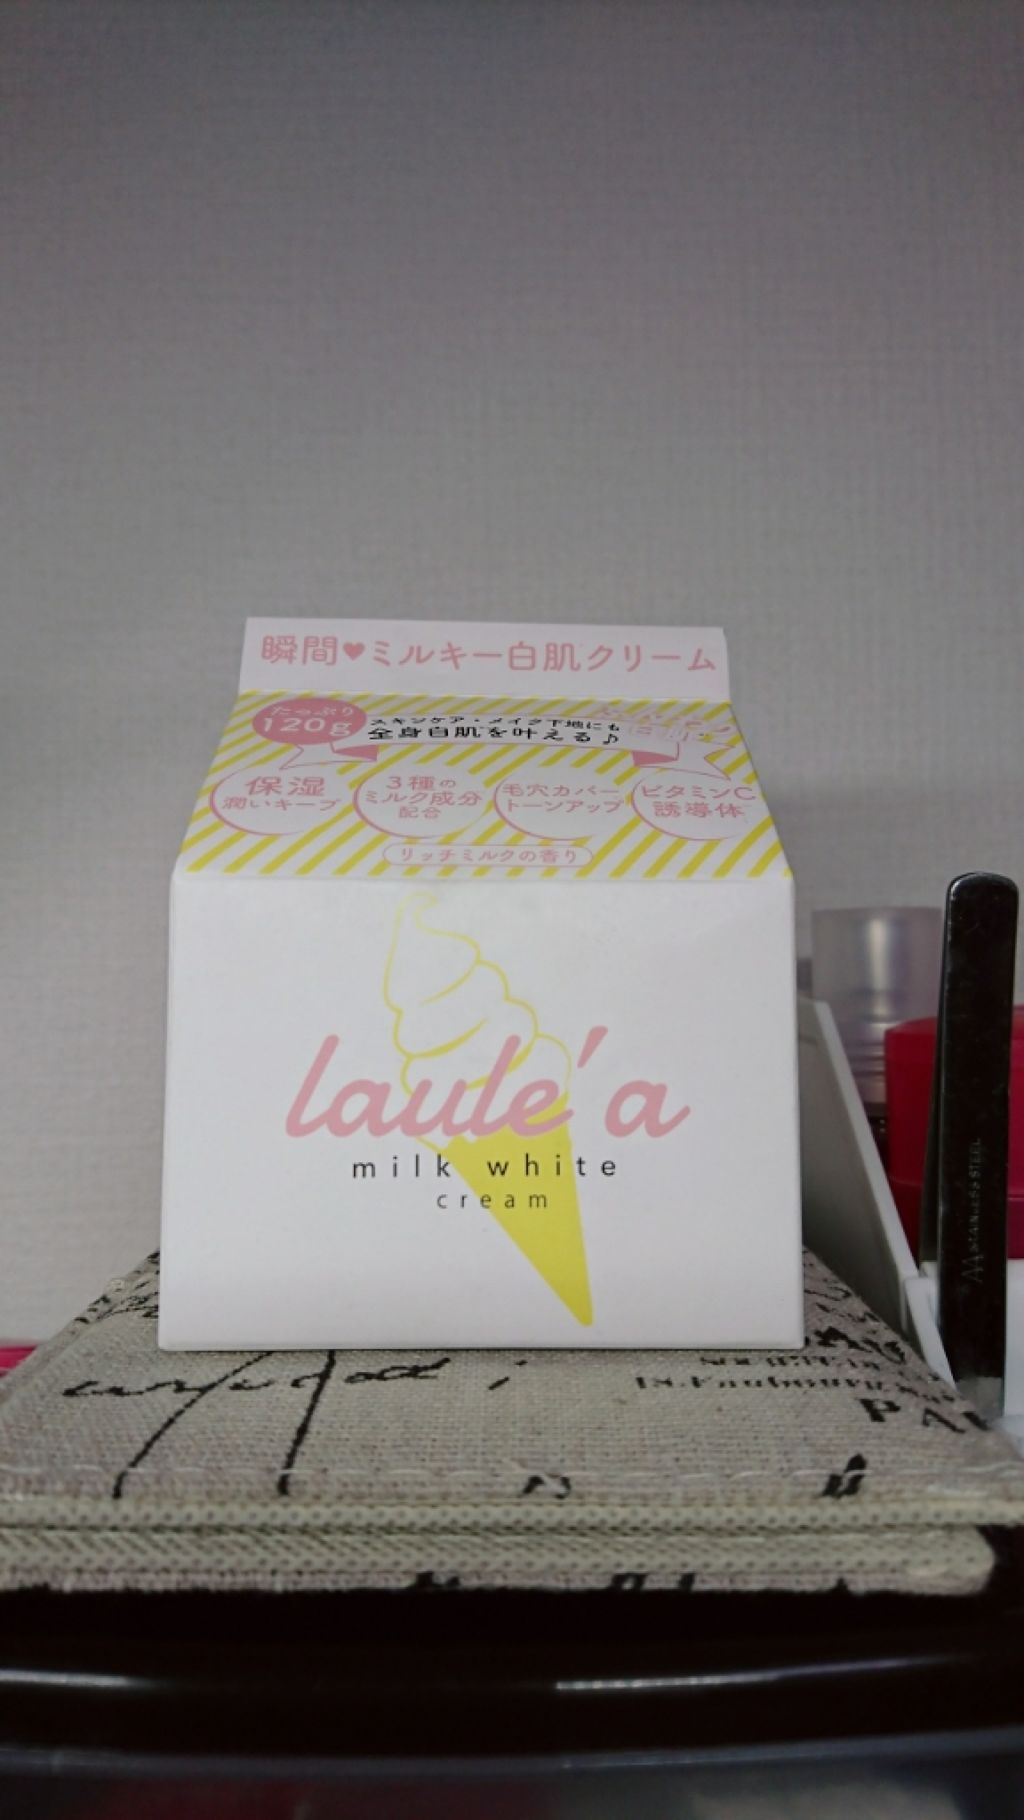 瞬間♥ミルキー白肌クリーム
たっぷり
120g
スキンケア・メイク下地にも
全身白肌を叶える♪
保湿
潤いキープ
3種の
ミルク成分
配合
毛穴カバー
トーンアップ
ビタミンC
誘導体
リッチミルクの香り
laule'a
milk white
cream
STAINLESS STEEL